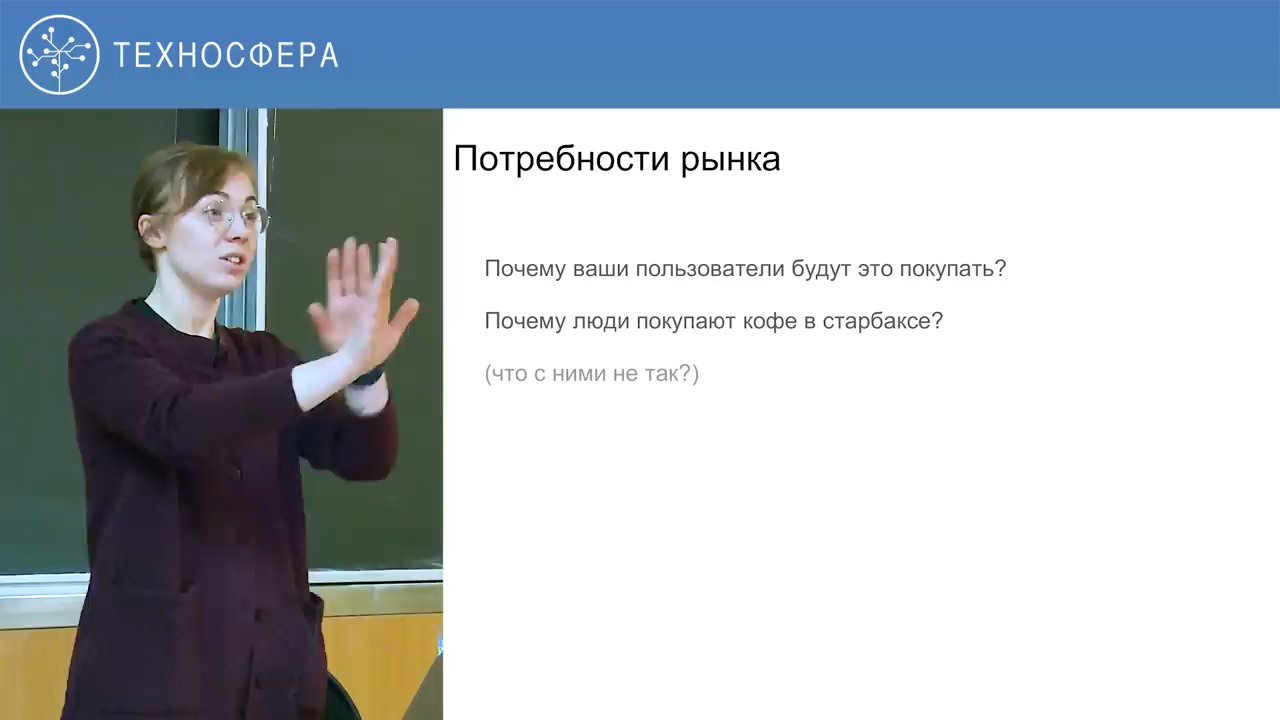 ТЕХНОСФЕРА
Потребности рынка
Почему ваши пользователи будут это покупать?
Почему люди покупают кофе в старбаксе?
(что с ними не так?)